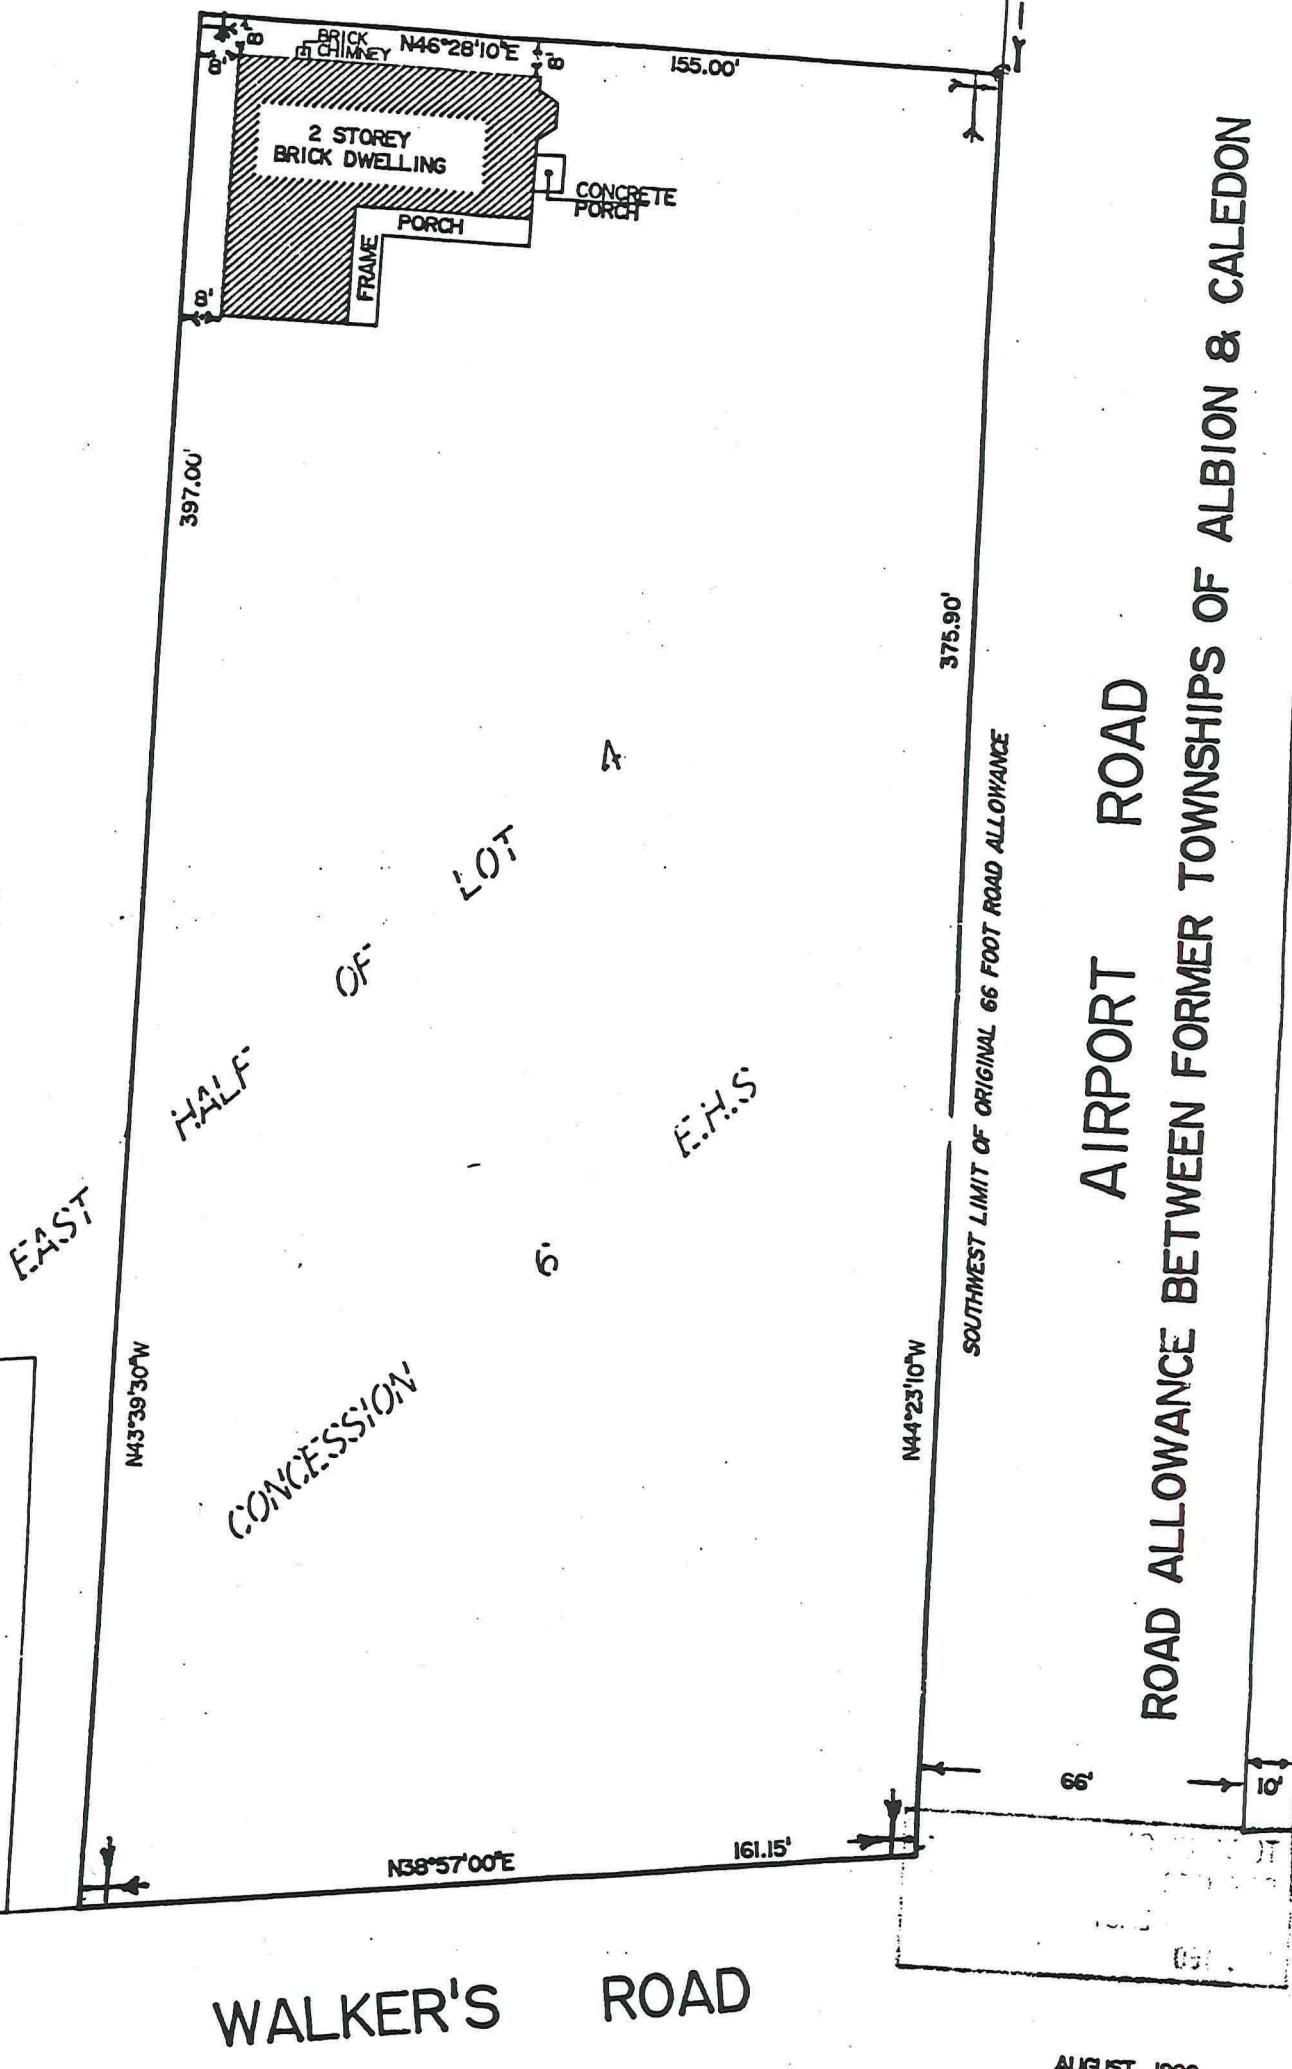 BRICK
CHIMNEY
N46°28'10"E
155.00'
8'
8'
8'
2 STOREY
BRICK DWELLING
CONCRETE
PORCH
PORCH
FRAME
8'
397.00'
375.90'
EAST HALF OF LOT 4
CONCESSION 6 E.H.S
N43°39'30"W
N44°23'10"W
SOUTHWEST LIMIT OF ORIGINAL 66 FOOT ROAD ALLOWANCE
AIRPORT ROAD
ROAD ALLOWANCE BETWEEN FORMER TOWNSHIPS OF ALBION & CALEDON
66'
10'
N38°57'00"E
161.15'
WALKER'S ROAD
AUGUST